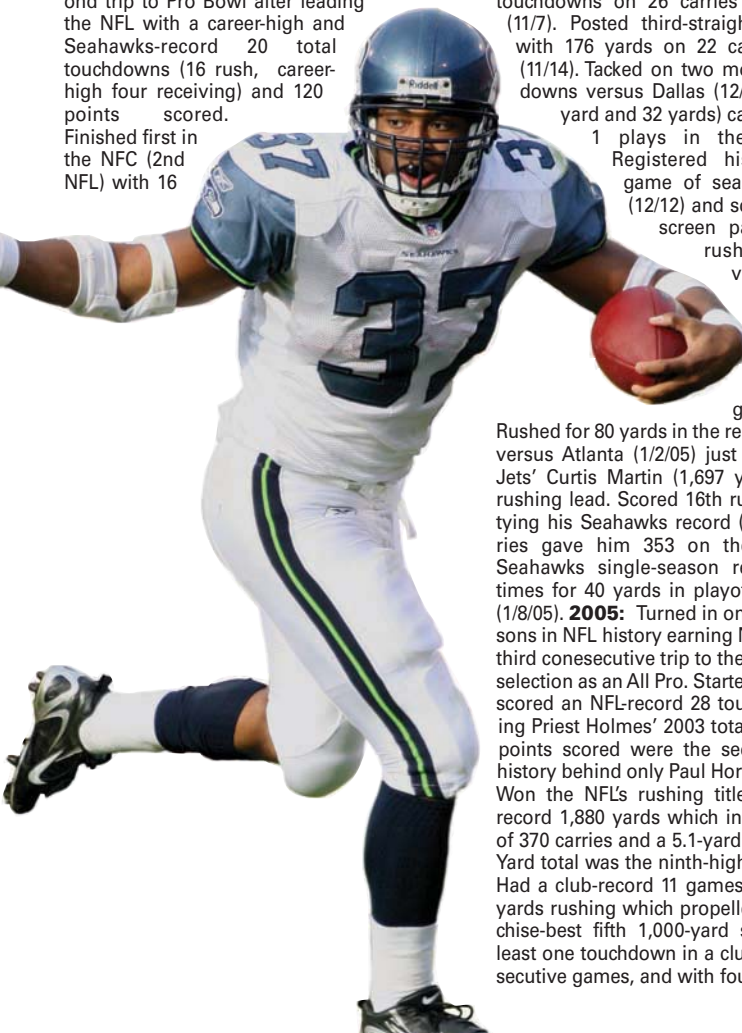 ond trip to Pro Bowl after leading
the NFL with a career-high and
Seahawks-record 20 total
touchdowns (16 rush, career-
high four receiving) and 120
points scored.
Finished first in
the NFC (2nd
NFL) with 16
touchdowns on 26 carries
(11/7). Posted third-straigh
with 176 yards on 22 ca
(11/14). Tacked on two mo
downs versus Dallas (12/
yard and 32 yards) ca
1 plays in the
Registered his
game of sea
(12/12) and sc
screen pa
rush
v
g
Rushed for 80 yards in the re
versus Atlanta (1/2/05) just
Jets' Curtis Martin (1,697 y
rushing lead. Scored 16th ru
tying his Seahawks record (
ries gave him 353 on the
Seahawks single-season re
times for 40 yards in playof
(1/8/05). 2005: Turned in on
sons in NFL history earning N
third conesecutive trip to the
selection as an All Pro. Starte
scored an NFL-record 28 tou
ing Priest Holmes' 2003 tota
points scored were the sec
history behind only Paul Hor
Won the NFL's rushing title
record 1,880 yards which in
of 370 carries and a 5.1-yard
Yard total was the ninth-high
Had a club-record 11 games
yards rushing which propelle
chise-best fifth 1,000-yard s
least one touchdown in a clu
secutive games, and with fou
Riddell
37
3
SEAHAWKS
37